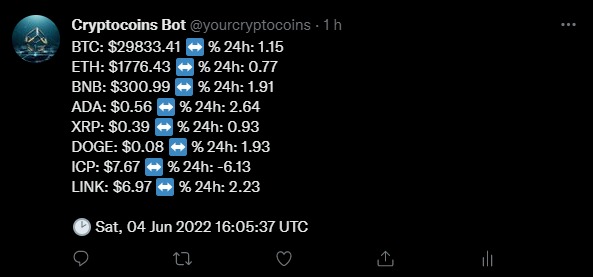 Cryptocoins Bot @yourcryptocoins · 1 h
BTC: $29833.41 ↔️ % 24h: 1.15
ETH: $1776.43 ↔️ % 24h: 0.77
BNB: $300.99 ↔️ % 24h: 1.91
ADA: $0.56 ↔️ % 24h: 2.64
XRP: $0.39 ↔️ % 24h: 0.93
DOGE: $0.08 ↔️ % 24h: 1.93
ICP: $7.67 ↔️ % 24h: -6.13
LINK: $6.97 ↔️ % 24h: 2.23
🕑 Sat, 04 Jun 2022 16:05:37 UTC